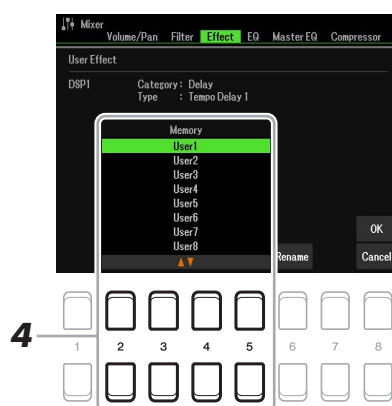 Mixer
Volume/Pan Filter Effect EQ Master EQ Compressor
User Effect
DSP1 Category : Delay
Type : Tempo Delay 1
Memory
User1
User2
User3
User4
User5
User6
User7
User8
OK
Rename Cancel
4
1 2 3 4 5 6 7 8